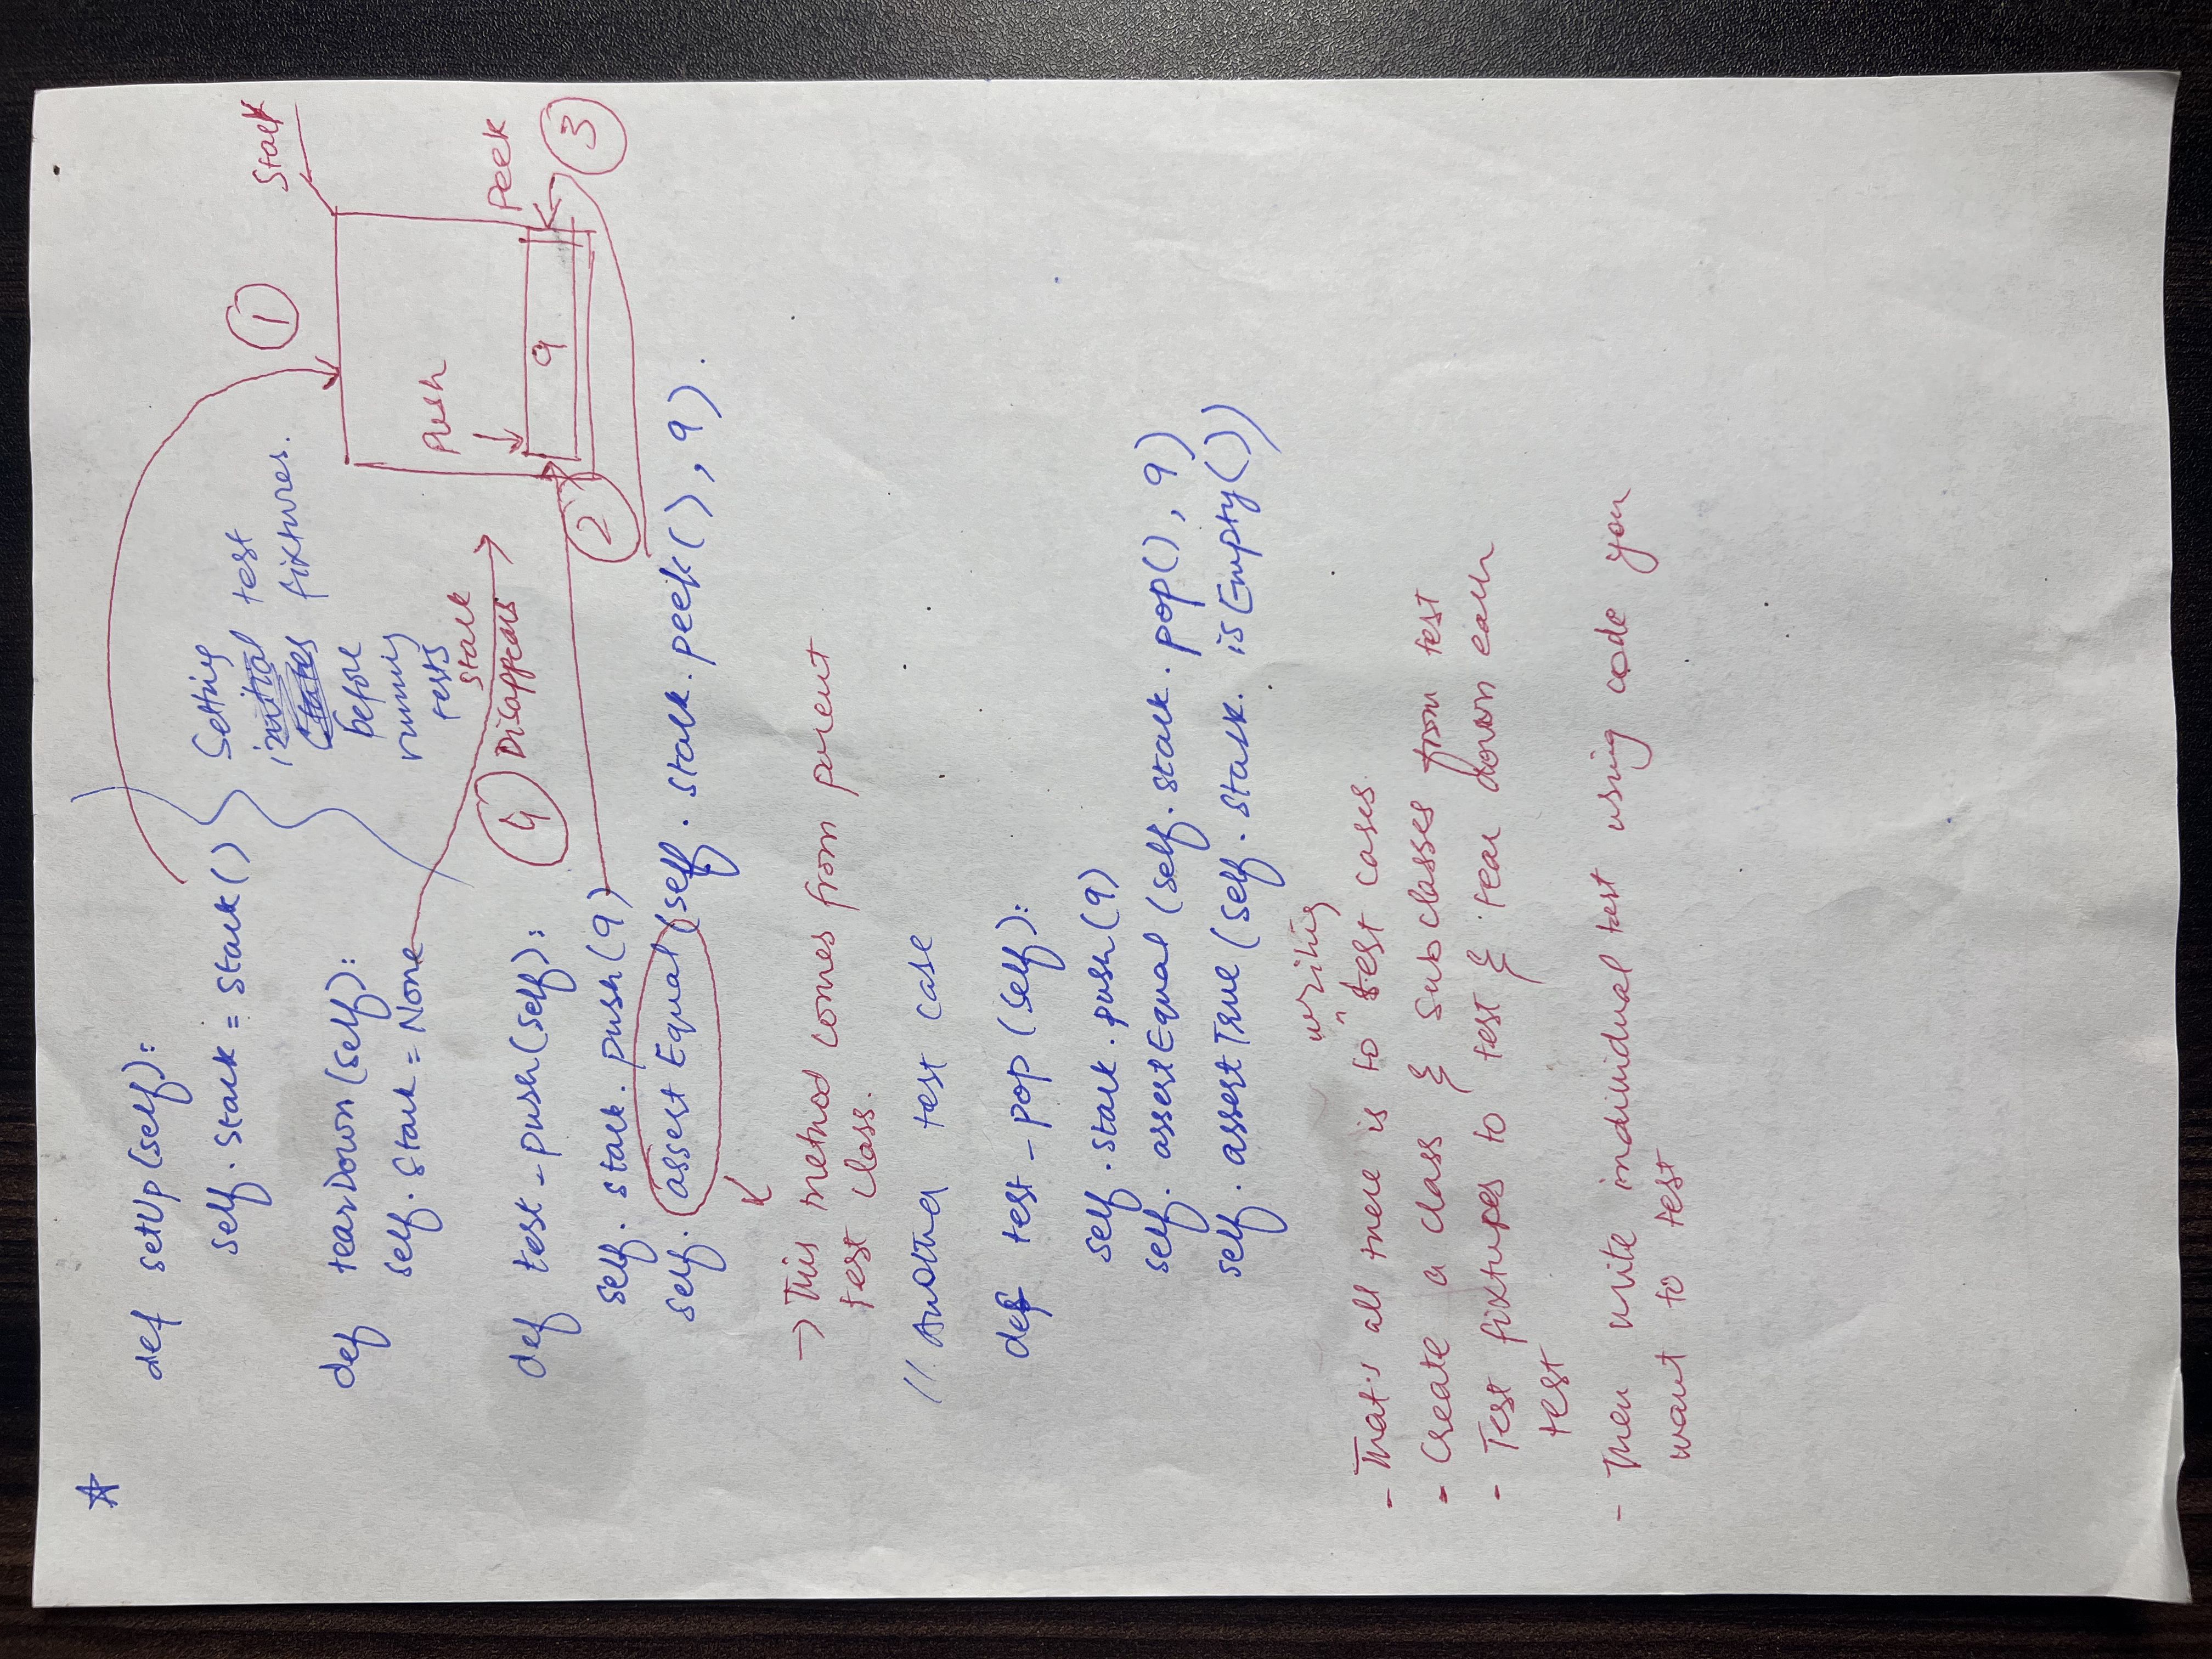 ☆
def setUp(self):
self.stack = stack()
Setting
initial test
states fixtures.
before
running
tests
①
stack
def tearDown(self):
self.stack = None
④ Disappears
stack
push
9
peek
②
③
def test_push(self):
self.stack.push(9)
self.assertEqual(self.stack.peek(), 9).
→ This method comes from parent
test class.
// Another test case
def test_pop(self):
self.stack.push(9)
self.assertEqual(self.stack.pop(), 9)
self.assertTrue(self.stack.isEmpty())
writing
- That's all there is to ^ test cases.
- Create a class & Subclasses from test
- Test fixtupes to test & tear down each
test
- Then write individual test using code you
want to test